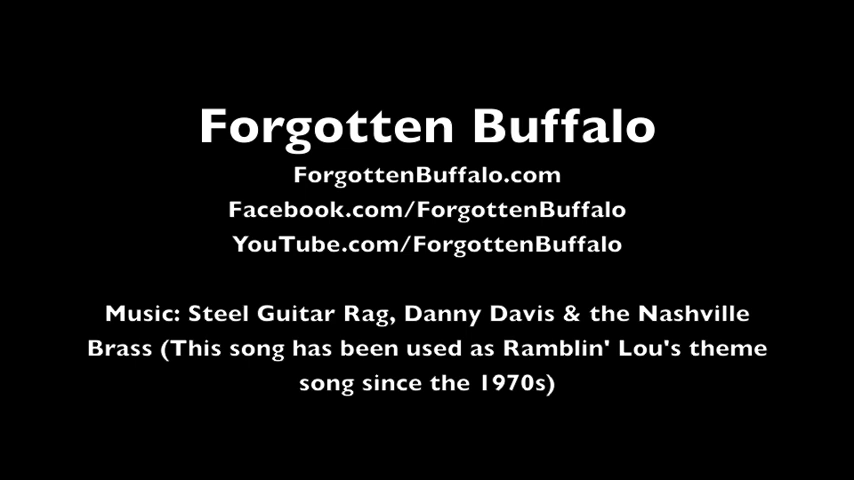 Forgotten Buffalo
ForgottenBuffalo.com
Facebook.com/ForgottenBuffalo
YouTube.com/ForgottenBuffalo
Music: Steel Guitar Rag, Danny Davis & the Nashville
Brass (This song has been used as Ramblin' Lou's theme
song since the 1970s)